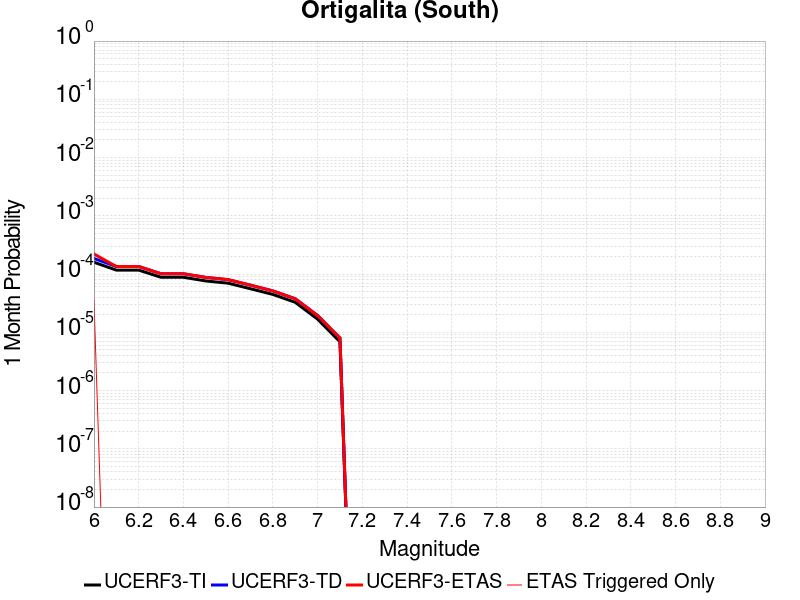 Ortigalita (South)
10^0
10^-1
10^-2
10^-3
10^-4
10^-5
10^-6
10^-7
10^-8
1 Month Probability
6 6.2 6.4 6.6 6.8 7 7.2 7.4 7.6 7.8 8 8.2 8.4 8.6 8.8 9
Magnitude
UCERF3-TI UCERF3-TD UCERF3-ETAS ETAS Triggered Only